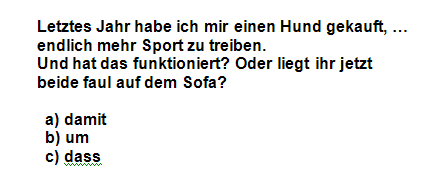 Letztes Jahr habe ich mir einen Hund gekauft, …
endlich mehr Sport zu treiben.
Und hat das funktioniert? Oder liegt ihr jetzt
beide faul auf dem Sofa?
a) damit
b) um
c) dass